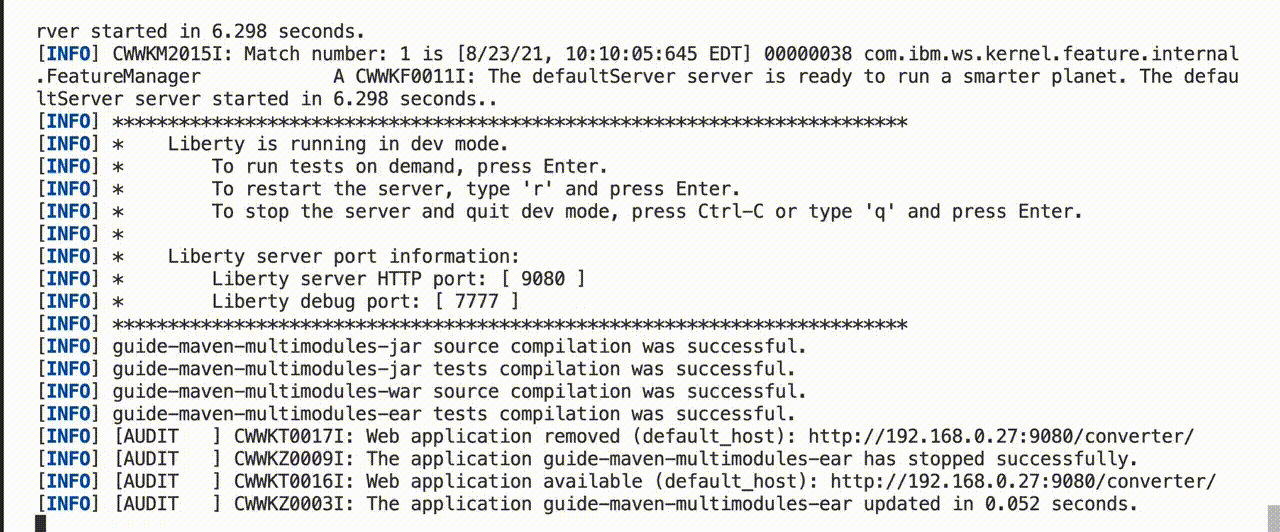 rver started in 6.298 seconds.
[INFO] CWWKM2015I: Match number: 1 is [8/23/21, 10:10:05:645 EDT] 00000038 com.ibm.ws.kernel.feature.internal
.FeatureManager            A CWWKF0011I: The defaultServer server is ready to run a smarter planet. The defau
ltServer server started in 6.298 seconds..
[INFO] ************************************************************************
[INFO] *    Liberty is running in dev mode.
[INFO] *        To run tests on demand, press Enter.
[INFO] *        To restart the server, type 'r' and press Enter.
[INFO] *        To stop the server and quit dev mode, press Ctrl-C or type 'q' and press Enter.
[INFO] *
[INFO] *    Liberty server port information:
[INFO] *        Liberty server HTTP port: [ 9080 ]
[INFO] *        Liberty debug port: [ 7777 ]
[INFO] ************************************************************************
[INFO] guide-maven-multimodules-jar source compilation was successful.
[INFO] guide-maven-multimodules-jar tests compilation was successful.
[INFO] guide-maven-multimodules-war source compilation was successful.
[INFO] guide-maven-multimodules-ear tests compilation was successful.
[INFO] [AUDIT   ] CWWKT0017I: Web application removed (default_host): http://192.168.0.27:9080/converter/
[INFO] [AUDIT   ] CWWKZ0009I: The application guide-maven-multimodules-ear has stopped successfully.
[INFO] [AUDIT   ] CWWKT0016I: Web application available (default_host): http://192.168.0.27:9080/converter/
[INFO] [AUDIT   ] CWWKZ0003I: The application guide-maven-multimodules-ear updated in 0.052 seconds.